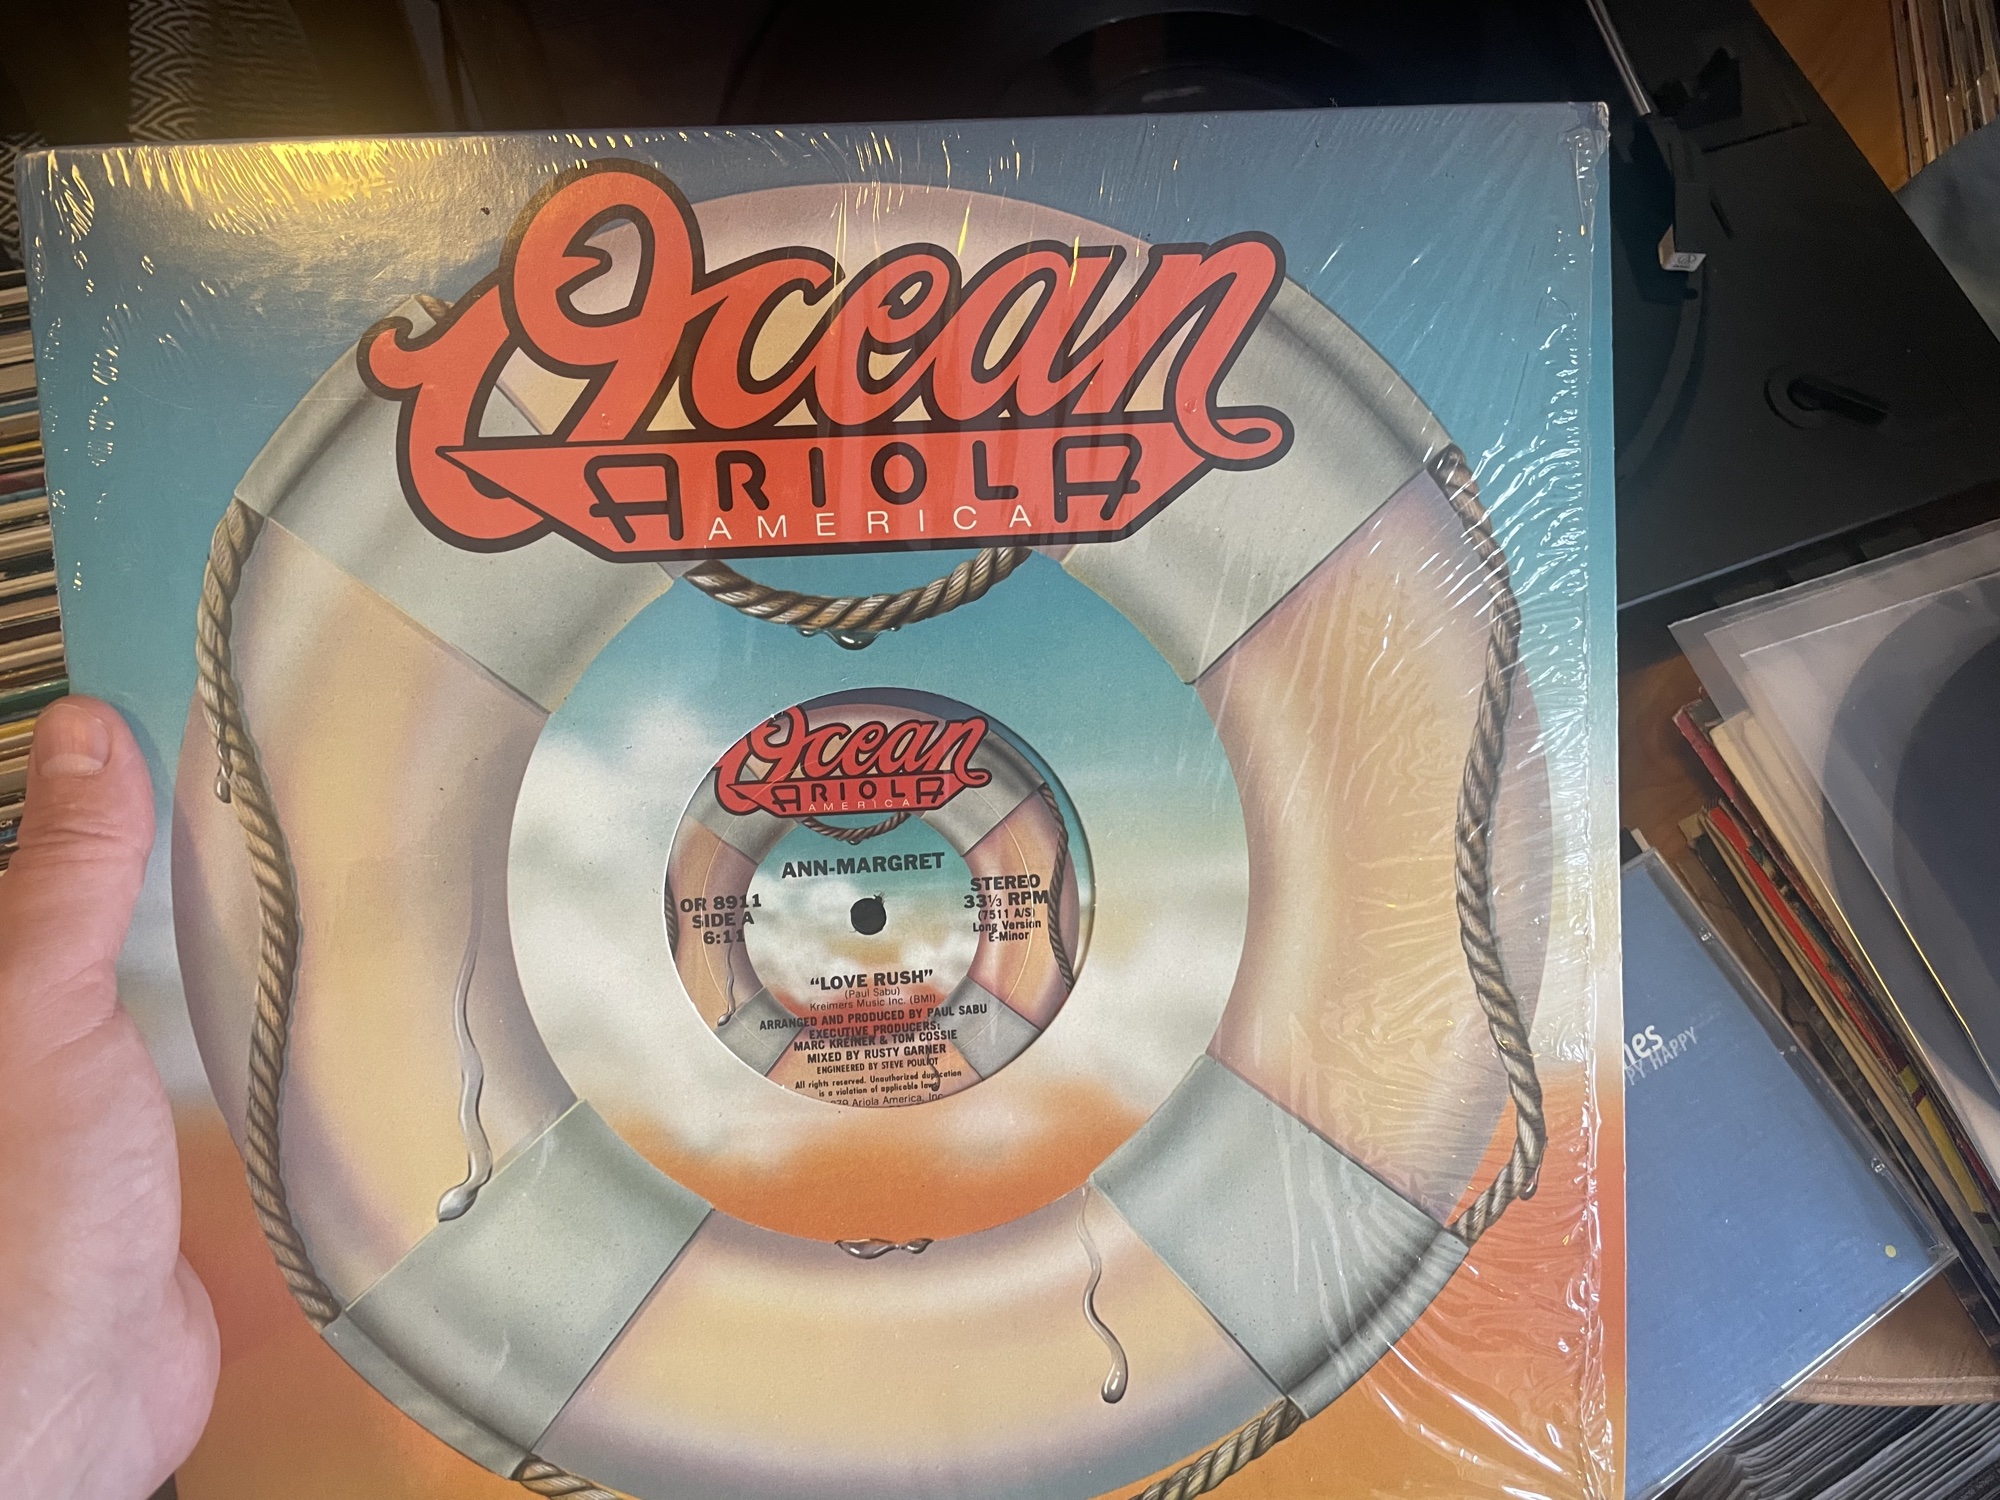 Ocean
ARIOLA
AMERICA
Ocean
ARIOLA
AMERICA
ANN-MARGRET
OR 8911
SIDE A
6:11
STEREO
33⅓ RPM
(7511 A/S)
Long Version
E-Minor
"LOVE RUSH"
(Paul Sabu)
Kreimers Music Inc. (BMI)
ARRANGED AND PRODUCED BY PAUL SABU
EXECUTIVE PRODUCERS:
MARC KREINER & TOM COSSIE
MIXED BY RUSTY GARNER
ENGINEERED BY STEVE POULIOT
All rights reserved. Unauthorized duplication
is a violation of applicable laws
Ariola America, Inc
HAPPY